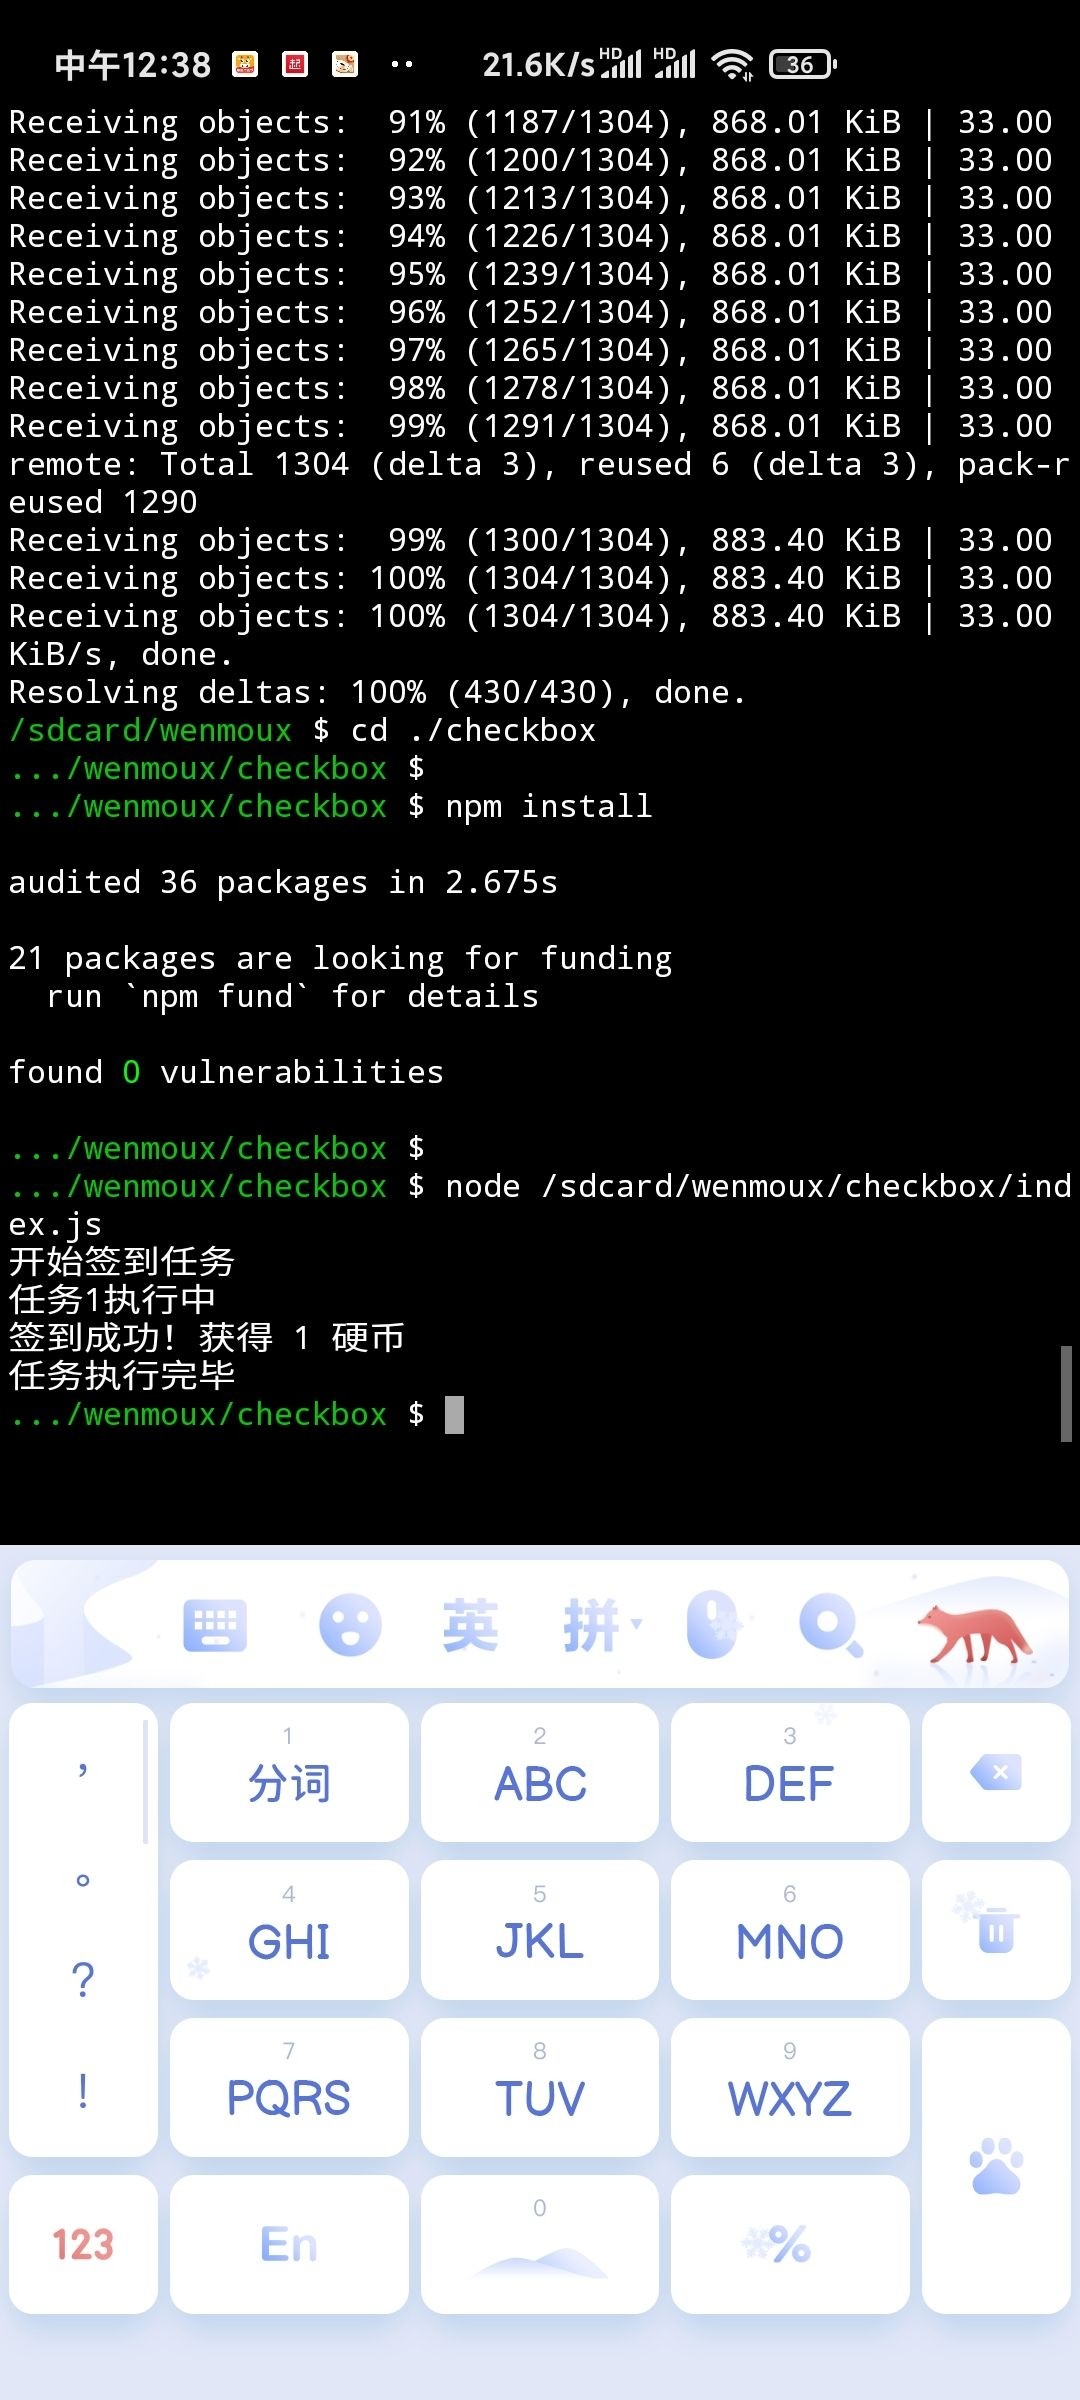 中午12:38 起 21.6K/s HD HD 36
Receiving objects:  91% (1187/1304), 868.01 KiB | 33.00
Receiving objects:  92% (1200/1304), 868.01 KiB | 33.00
Receiving objects:  93% (1213/1304), 868.01 KiB | 33.00
Receiving objects:  94% (1226/1304), 868.01 KiB | 33.00
Receiving objects:  95% (1239/1304), 868.01 KiB | 33.00
Receiving objects:  96% (1252/1304), 868.01 KiB | 33.00
Receiving objects:  97% (1265/1304), 868.01 KiB | 33.00
Receiving objects:  98% (1278/1304), 868.01 KiB | 33.00
Receiving objects:  99% (1291/1304), 868.01 KiB | 33.00
remote: Total 1304 (delta 3), reused 6 (delta 3), pack-r
eused 1290
Receiving objects:  99% (1300/1304), 883.40 KiB | 33.00
Receiving objects: 100% (1304/1304), 883.40 KiB | 33.00
Receiving objects: 100% (1304/1304), 883.40 KiB | 33.00
KiB/s, done.
Resolving deltas: 100% (430/430), done.
/sdcard/wenmoux $ cd ./checkbox
.../wenmoux/checkbox $
.../wenmoux/checkbox $ npm install
audited 36 packages in 2.675s
21 packages are looking for funding
  run `npm fund` for details
found 0 vulnerabilities
.../wenmoux/checkbox $
.../wenmoux/checkbox $ node /sdcard/wenmoux/checkbox/ind
ex.js
开始签到任务
任务1执行中
签到成功！获得 1 硬币
任务执行完毕
.../wenmoux/checkbox $
英 拼
,
1
分词
2
ABC
3
DEF
。
4
GHI
5
JKL
6
MNO
?
!
7
PQRS
8
TUV
9
WXYZ
123
En
0
%